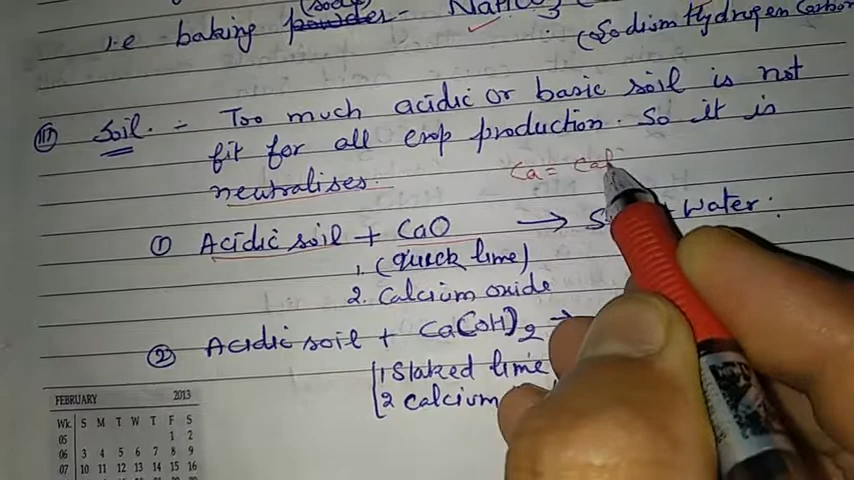 (soda)
i.e baking powder - NaHCO3
(Sodium Hydrogen Carbon
(iii) Soil :- Too much acidic or basic soil is not
fit for all crop production. So it is
neutralises.
Ca = Cal
① Acidic soil + CaO → S + water.
1. (quick lime)
2. Calcium oxide
② Acidic soil + Ca(OH)2 →
1 Slaked lime
2 calcium
FEBRUARY 2013
Wk S M T W T F S
05 1 2
06 3 4 5 6 7 8 9
07 10 11 12 13 14 15 16